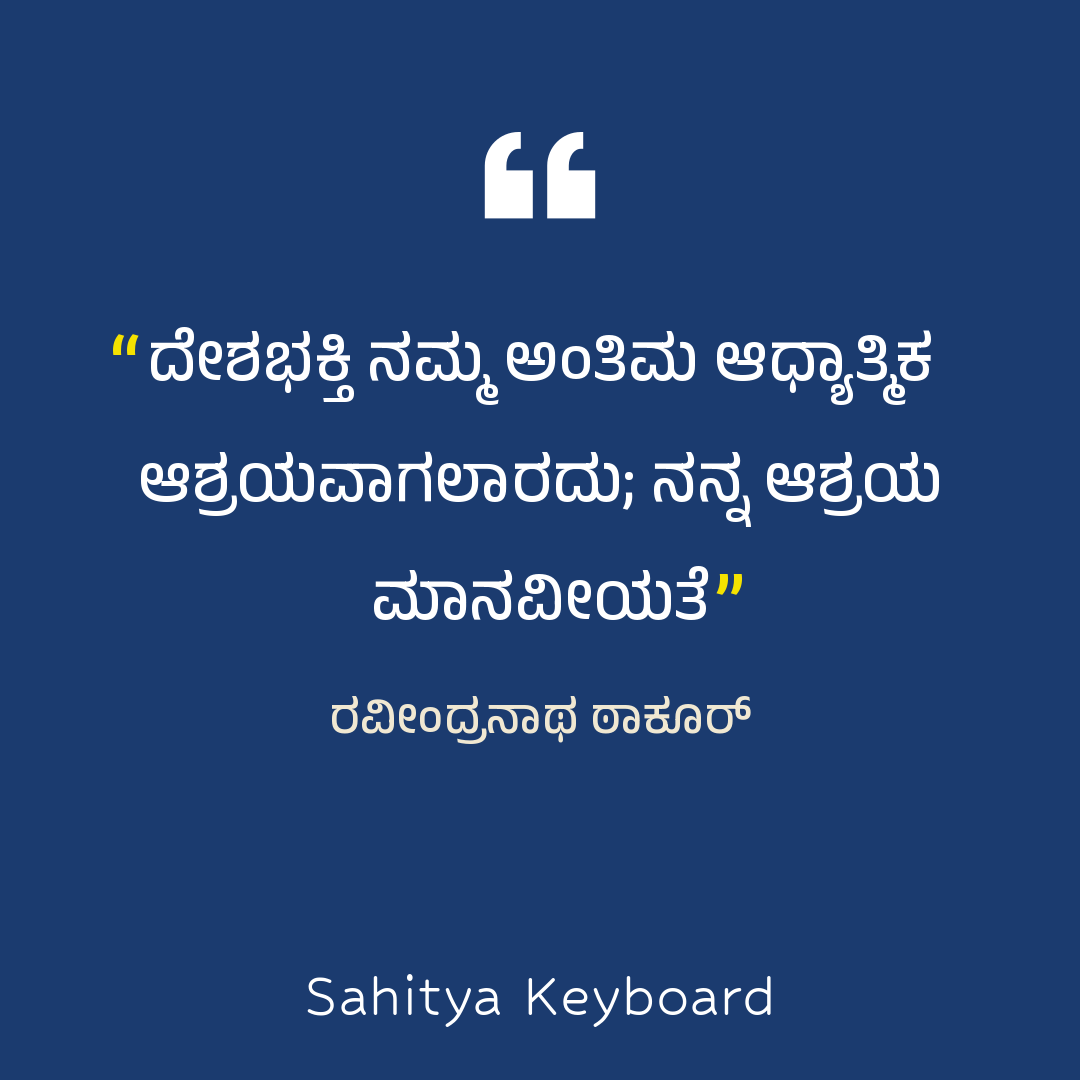 “
“ದೇಶಭಕ್ತಿ ನಮ್ಮ ಅಂತಿಮ ಆಧ್ಯಾತ್ಮಿಕ
ಆಶ್ರಯವಾಗಲಾರದು; ನನ್ನ ಆಶ್ರಯ
ಮಾನವೀಯತೆ”
ರವೀಂದ್ರನಾಥ ಠಾಕೂರ್
Sahitya Keyboard